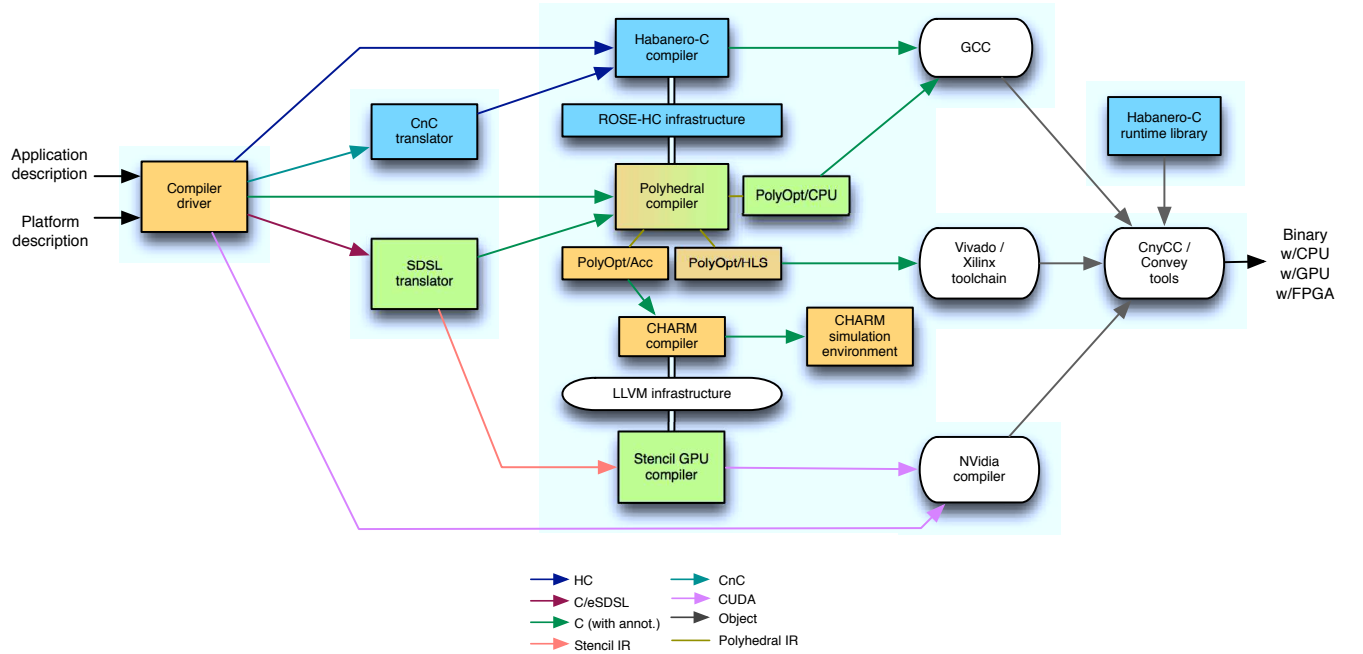 Habanero-C
compiler
GCC
CnC
translator
ROSE-HC infrastructure
Habanero-C
runtime library
Application
description
Compiler
driver
Platform
description
Polyhedral
compiler
PolyOpt/CPU
SDSL
translator
PolyOpt/Acc
PolyOpt/HLS
Vivado /
Xilinx
toolchain
CnyCC /
Convey
tools
Binary
w/CPU
w/GPU
w/FPGA
CHARM
compiler
CHARM
simulation
environment
LLVM infrastructure
Stencil GPU
compiler
NVidia
compiler
HC
C/eSDSL
C (with annot.)
Stencil IR
CnC
CUDA
Object
Polyhedral IR